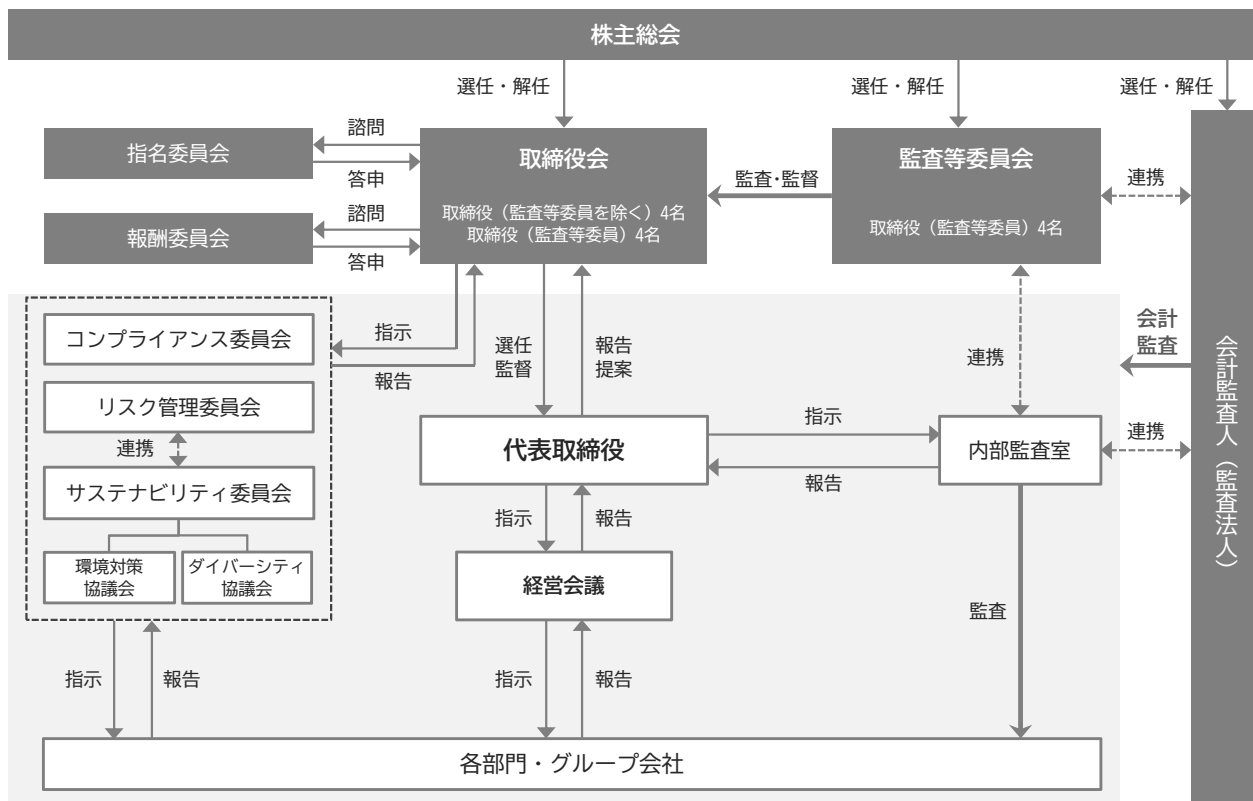 株主総会
選任・解任
選任・解任
選任・解任
指名委員会
諮問
答申
報酬委員会
諮問
答申
取締役会
取締役（監査等委員を除く）4名
取締役（監査等委員）4名
監査・監督
監査等委員会
取締役（監査等委員）4名
連携
会計監査人（監査法人）
会計
監査
コンプライアンス委員会
リスク管理委員会
連携
サステナビリティ委員会
環境対策
協議会
ダイバーシティ
協議会
指示
報告
選任
監督
報告
提案
連携
代表取締役
指示
報告
内部監査室
連携
指示
報告
経営会議
監査
指示
報告
指示
報告
各部門・グループ会社